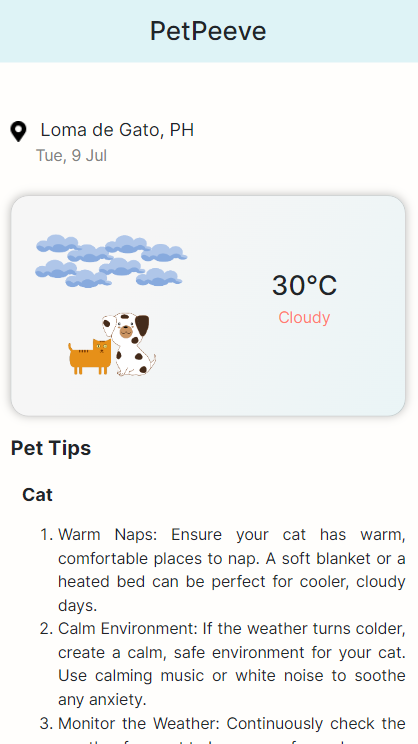 PetPeeve
Loma de Gato, PH
Tue, 9 Jul
30°C
Cloudy
Pet Tips
Cat
1. Warm Naps: Ensure your cat has warm,
comfortable places to nap. A soft blanket or a
heated bed can be perfect for cooler, cloudy
days.
2. Calm Environment: If the weather turns colder,
create a calm, safe environment for your cat.
Use calming music or white noise to soothe
any anxiety.
3. Monitor the Weather: Continuously check the